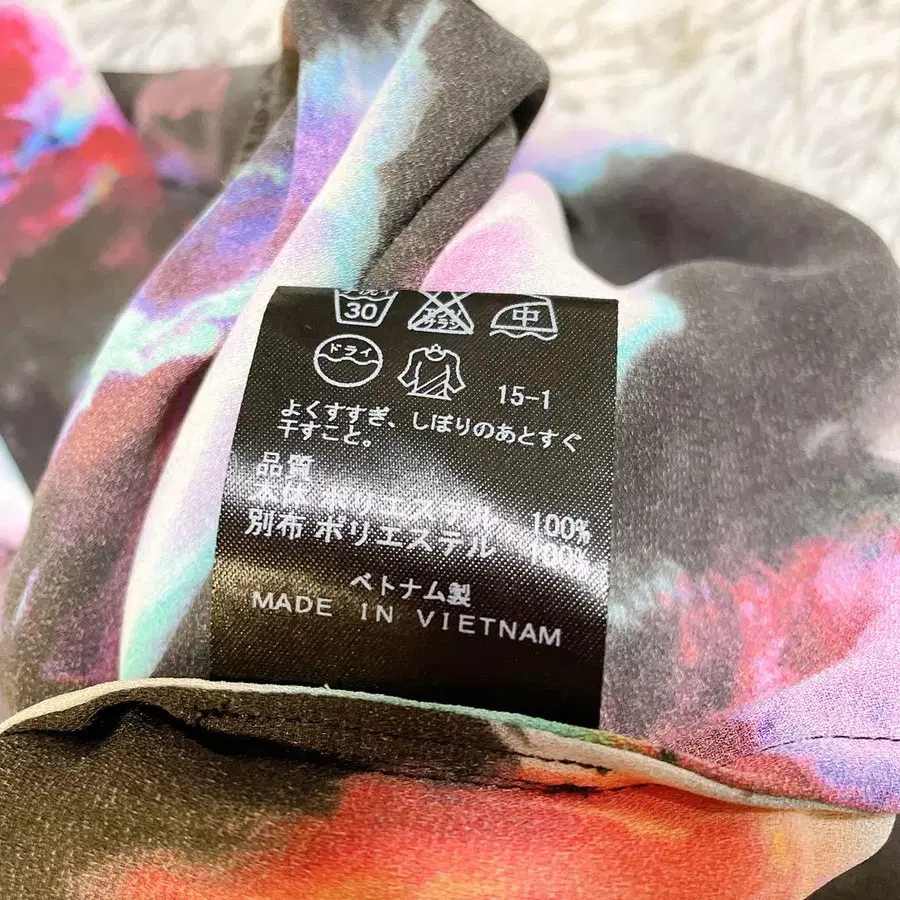 30
中
ドライ
15-1
よくすすぎ、しぼりのあとすぐ
干すこと。
品質
本体 ポリエステル 100%
別布 ポリエステル 100%
ベトナム製
MADE IN VIETNAM